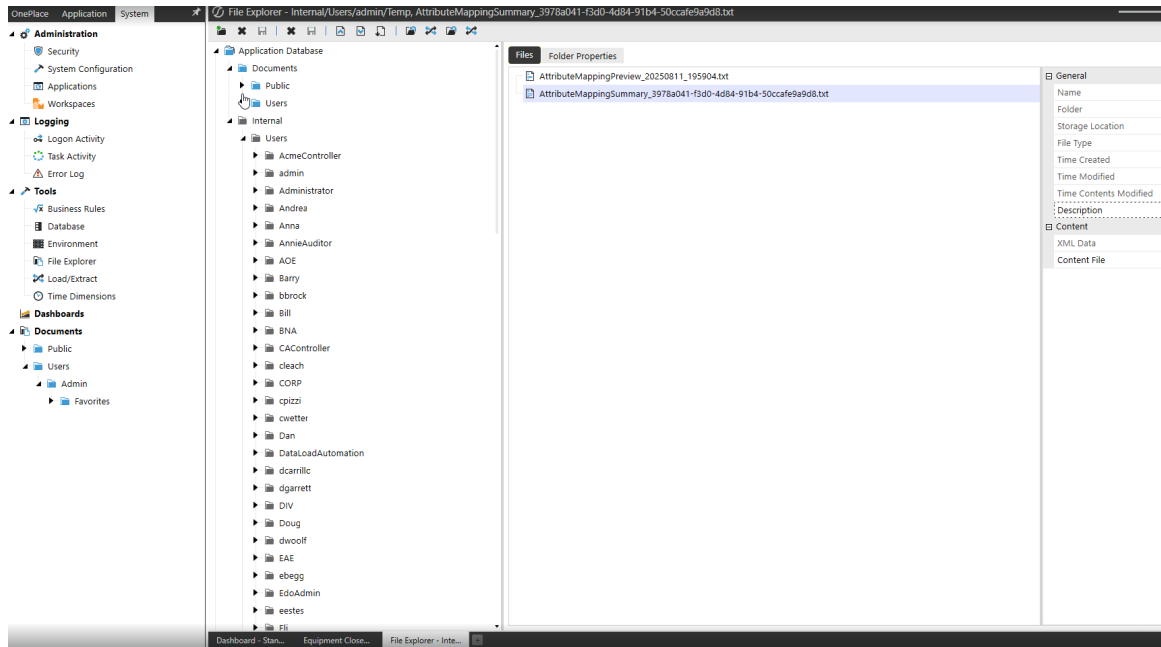 OnePlace Application System
File Explorer - Internal/Users/admin/Temp, AttributeMappingSummary_3978a041-f3d0-4d84-91b4-50ccafe9a9d8.txt
Administration
Security
System Configuration
Applications
Workspaces
Logging
Logon Activity
Task Activity
Error Log
Tools
Business Rules
Database
Environment
File Explorer
Load/Extract
Time Dimensions
Dashboards
Documents
Public
Users
Admin
Favorites
Application Database
Documents
Public
Users
Internal
Users
AcmeController
admin
Administrator
Andrea
Anna
AnnieAuditor
AOE
Barry
bbrock
Bill
BNA
CAController
cleach
CORP
cpizzi
cwetter
Dan
DataLoadAutomation
dcarrillc
dgarrett
DIV
Doug
dwoolf
EAE
ebegg
EdoAdmin
eestes
Eli
Files Folder Properties
AttributeMappingPreview_20250811_195904.txt
AttributeMappingSummary_3978a041-f3d0-4d84-91b4-50ccafe9a9d8.txt
General
Name
Folder
Storage Location
File Type
Time Created
Time Modified
Time Contents Modified
Description
Content
XML Data
Content File
Dashboard - Stan... Equipment Close... File Explorer - Inte...